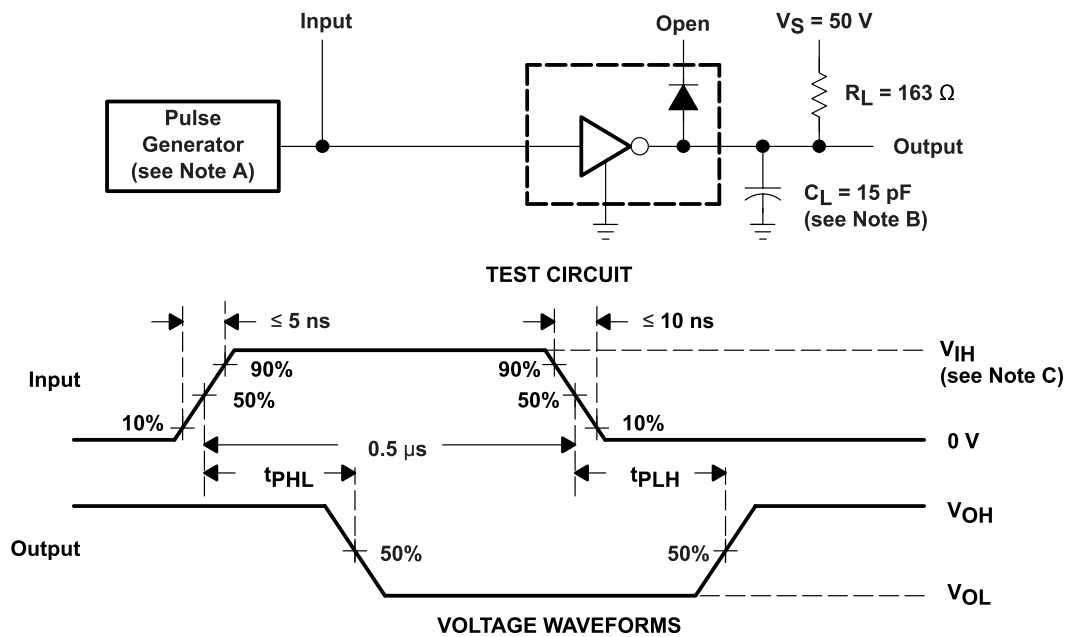 Input
Open
VS = 50 V
Pulse
Generator
(see Note A)
RL = 163 Ω
Output
CL = 15 pF
(see Note B)
TEST CIRCUIT
≤ 5 ns
≤ 10 ns
Input
90%
50%
10%
90%
50%
10%
VIH
(see Note C)
0.5 μs
0 V
tPHL
tPLH
Output
50%
50%
VOH
VOL
VOLTAGE WAVEFORMS